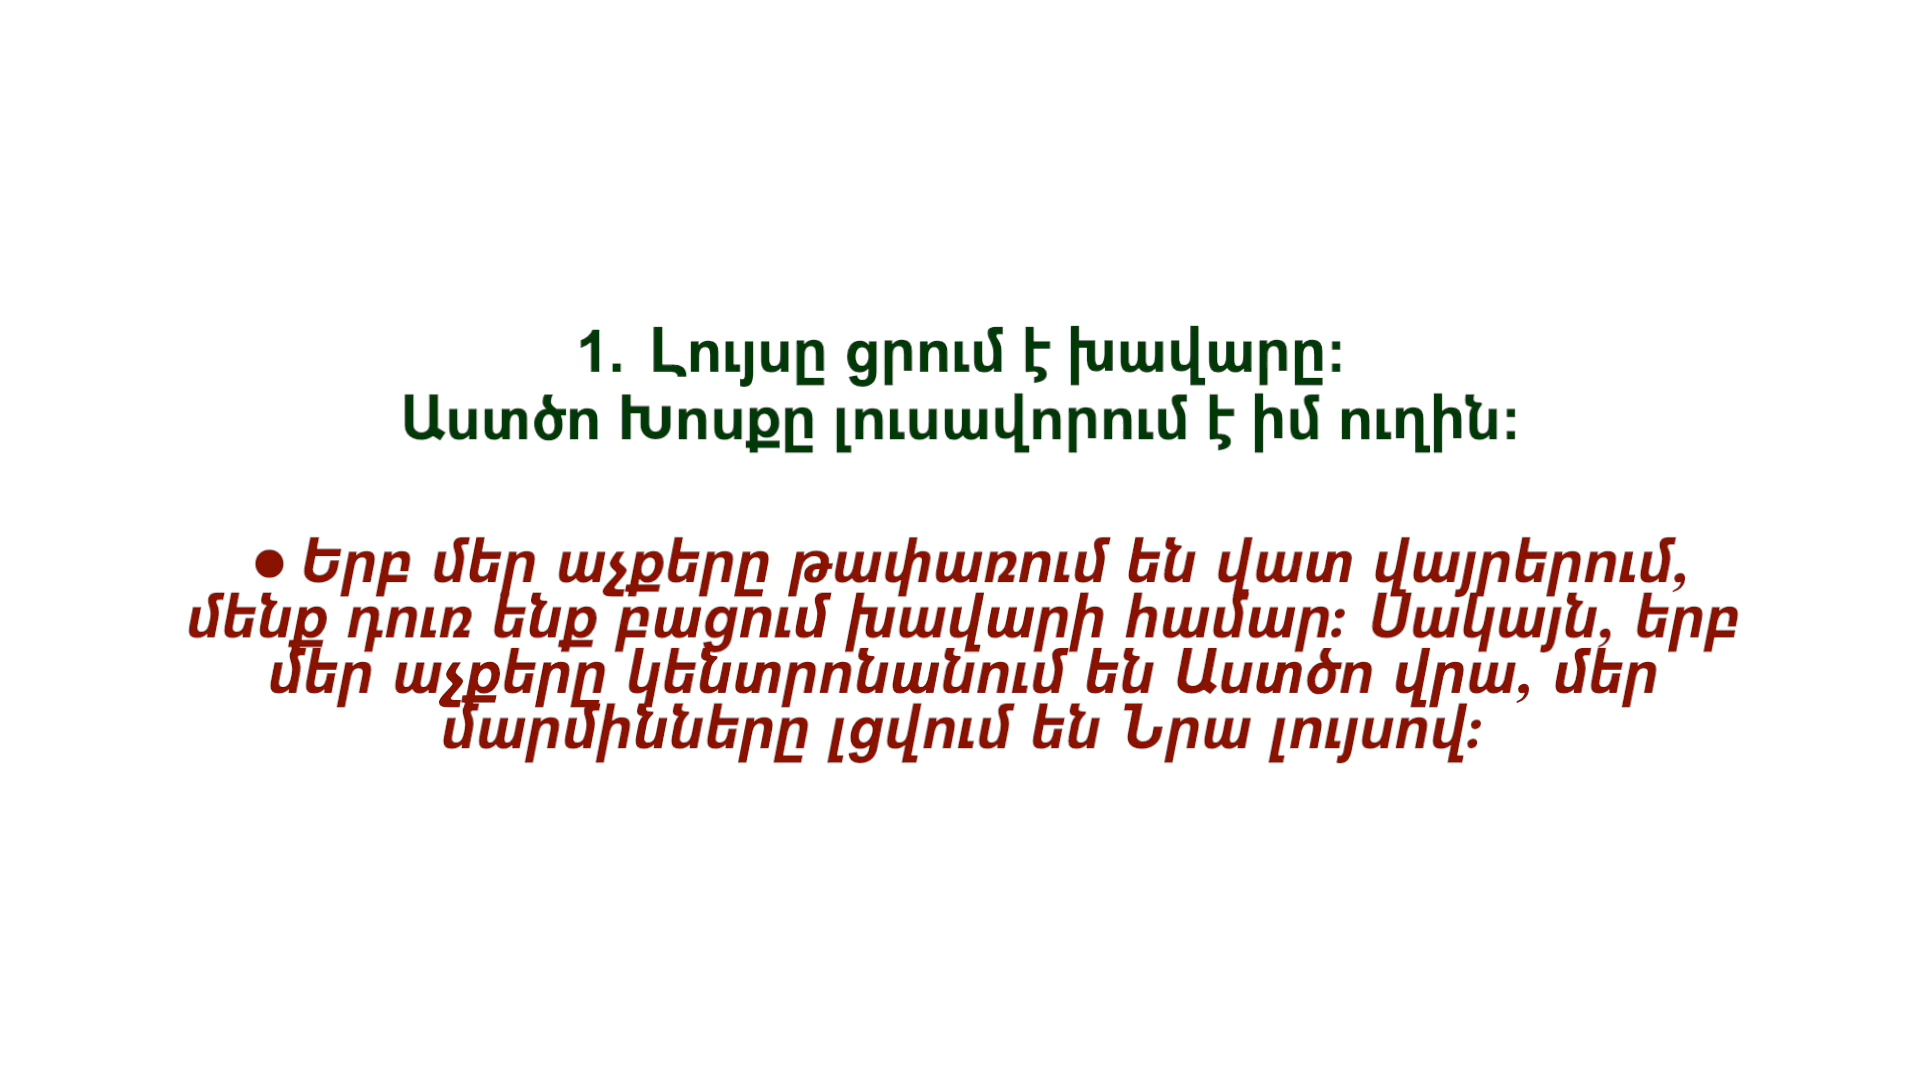 1. Լույսը ցրում է խավարը:
Աստծո Խոսքը լուսավորում է իմ ուղին:
● Երբ մեր աչքերը թափառում են վատ վայրերում,
մենք դուռ ենք բացում խավարի համար: Սակայն, երբ
մեր աչքերը կենտրոնանում են Աստծո վրա, մեր
մարմինները լցվում են Նրա լույսով: